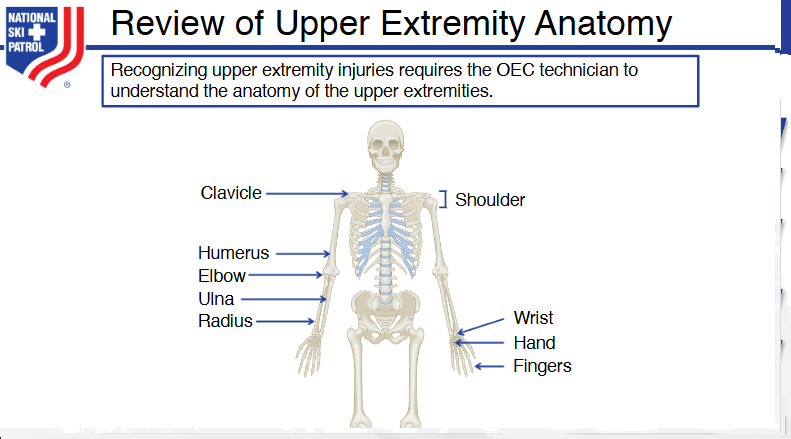 NATIONAL
SKI
PATROL
®
Review of Upper Extremity Anatomy
Recognizing upper extremity injuries requires the OEC technician to
understand the anatomy of the upper extremities.
Clavicle
Shoulder
Humerus
Elbow
Ulna
Radius
Wrist
Hand
Fingers